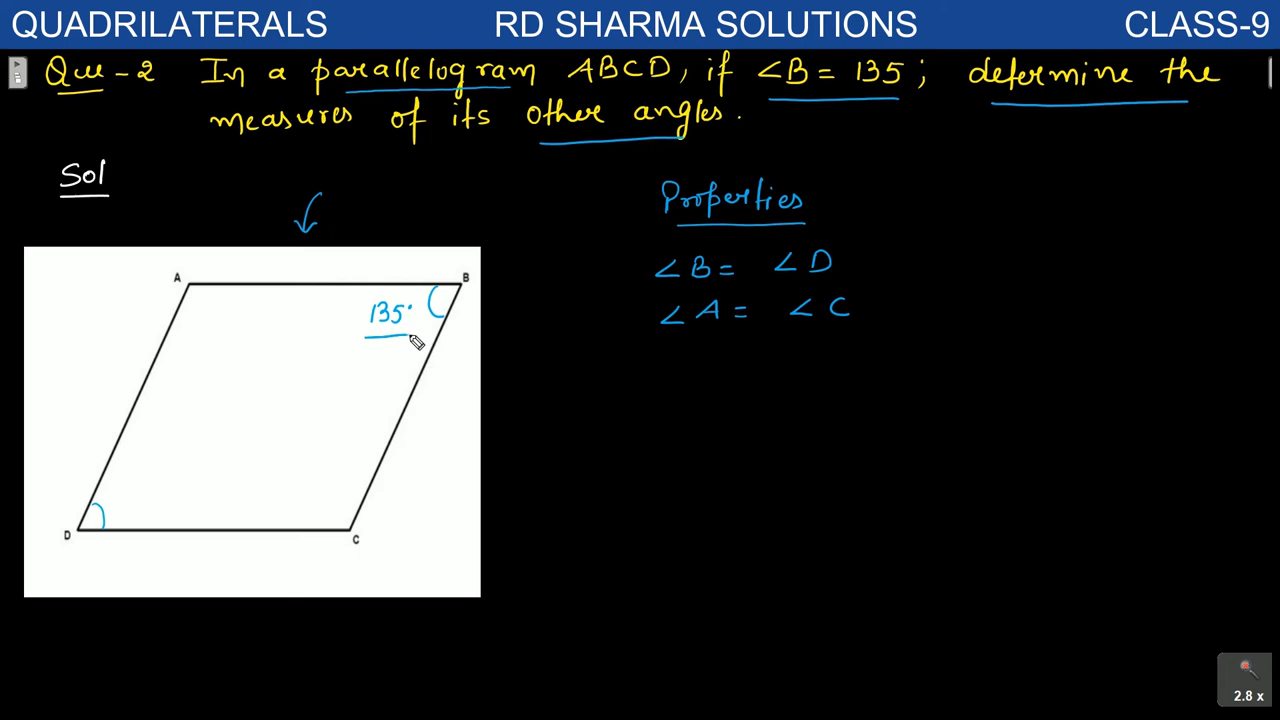 QUADRILATERALS RD SHARMA SOLUTIONS CLASS-9
Que - 2 In a parallelogram ABCD, if ∠B = 135 ; determine the
measures of its other angles.
Sol
Properties
∠B = ∠D
∠A = ∠C
A B
135°
D C
2.8 x